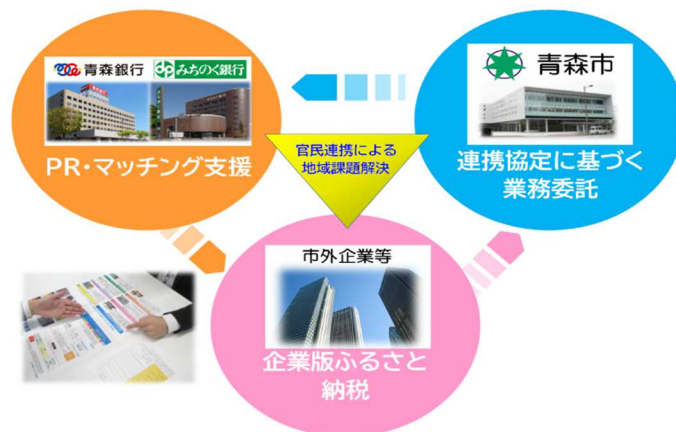 青森銀行 みちのく銀行
PR・マッチング支援
青森市
連携協定に基づく
業務委託
官民連携による
地域課題解決
市外企業等
企業版ふるさと
納税